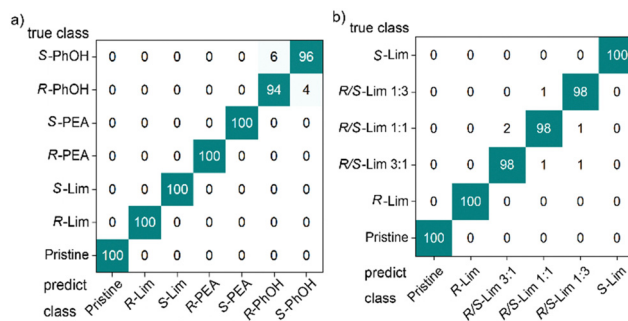 a)
true class
S-PhOH 0 0 0 0 0 6 96
R-PhOH 0 0 0 0 0 94 4
S-PEA 0 0 0 0 100 0 0
R-PEA 0 0 0 100 0 0 0
S-Lim 0 0 100 0 0 0 0
R-Lim 0 100 0 0 0 0 0
Pristine 100 0 0 0 0 0 0
predict
class
Pristine R-Lim S-Lim R-PEA S-PEA R-PhOH S-PhOH
b)
true class
S-Lim 0 0 0 0 0 100
R/S-Lim 1:3 0 0 0 1 98 0
R/S-Lim 1:1 0 0 2 98 1 0
R/S-Lim 3:1 0 0 98 1 1 0
R-Lim 0 100 0 0 0 0
Pristine 100 0 0 0 0 0
predict
class
Pristine R-Lim R/S-Lim 3:1 R/S-Lim 1:1 R/S-Lim 1:3 S-Lim